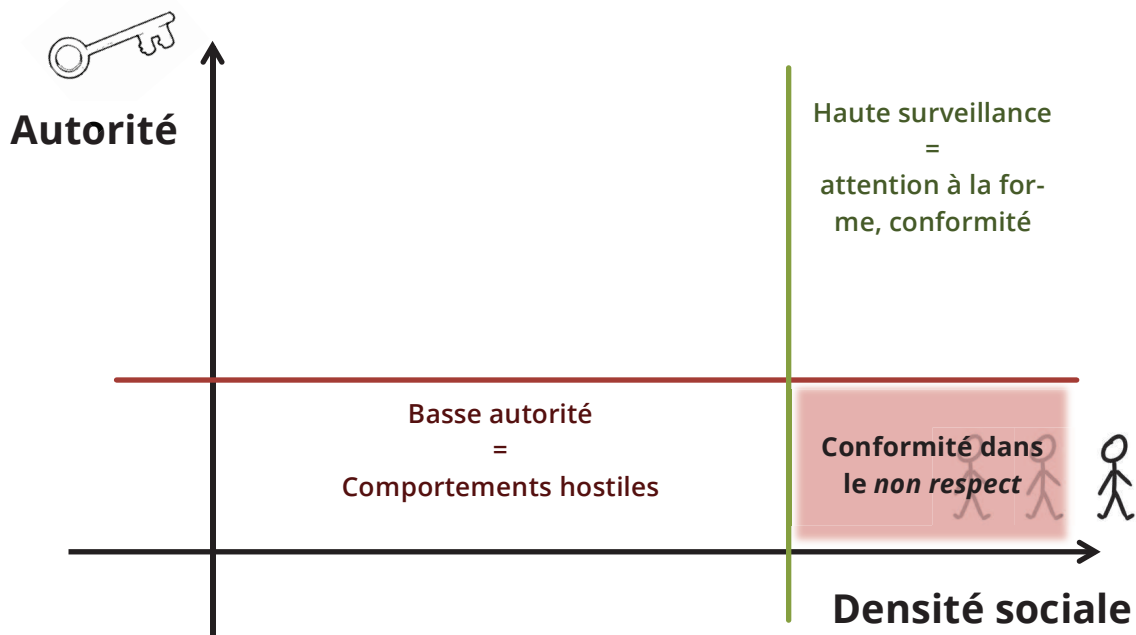 Autorité
Haute surveillance
=
attention à la for-
me, conformité
Basse autorité
=
Comportements hostiles
Conformité dans
le non respect
Densité sociale